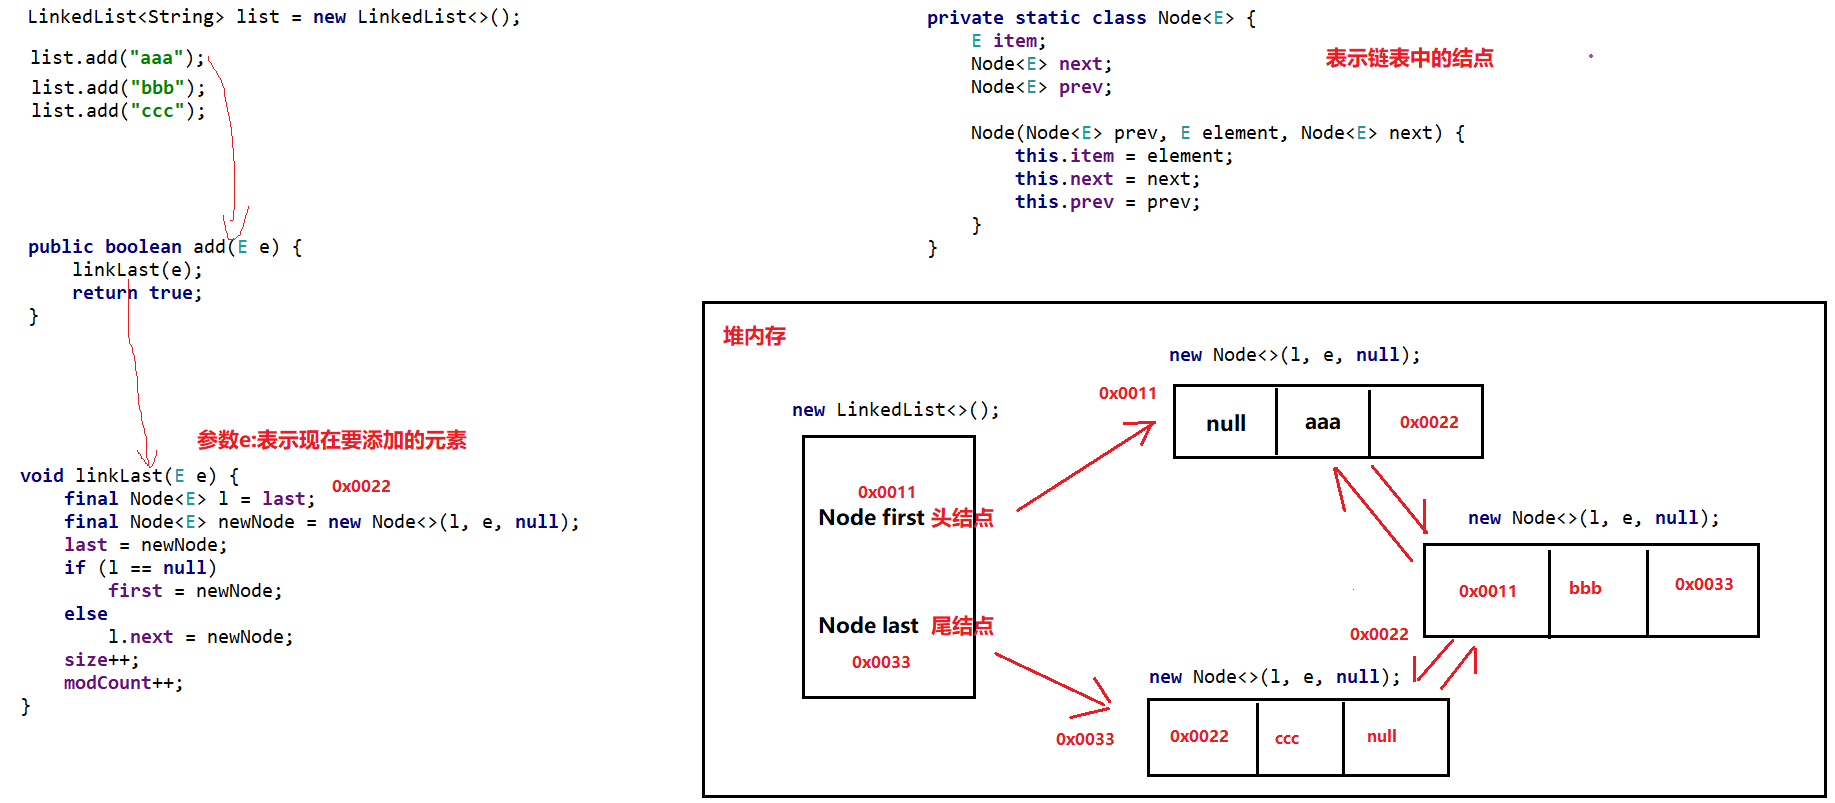 LinkedList<String> list = new LinkedList<>();
list.add("aaa");
list.add("bbb");
list.add("ccc");
public boolean add(E e) {
linkLast(e);
return true;
}
参数e:表示现在要添加的元素
void linkLast(E e) {
final Node<E> l = last; 0x0022
final Node<E> newNode = new Node<>(l, e, null);
last = newNode;
if (l == null)
first = newNode;
else
l.next = newNode;
size++;
modCount++;
}
private static class Node<E> {
E item;
Node<E> next;
Node<E> prev;
表示链表中的结点
Node(Node<E> prev, E element, Node<E> next) {
this.item = element;
this.next = next;
this.prev = prev;
}
}
堆内存
new LinkedList<>();
0x0011
Node first 头结点
Node last 尾结点
0x0033
new Node<>(l, e, null);
0x0011
null aaa 0x0022
new Node<>(l, e, null);
0x0011 bbb 0x0033
0x0022
new Node<>(l, e, null);
0x0033
0x0022 ccc null